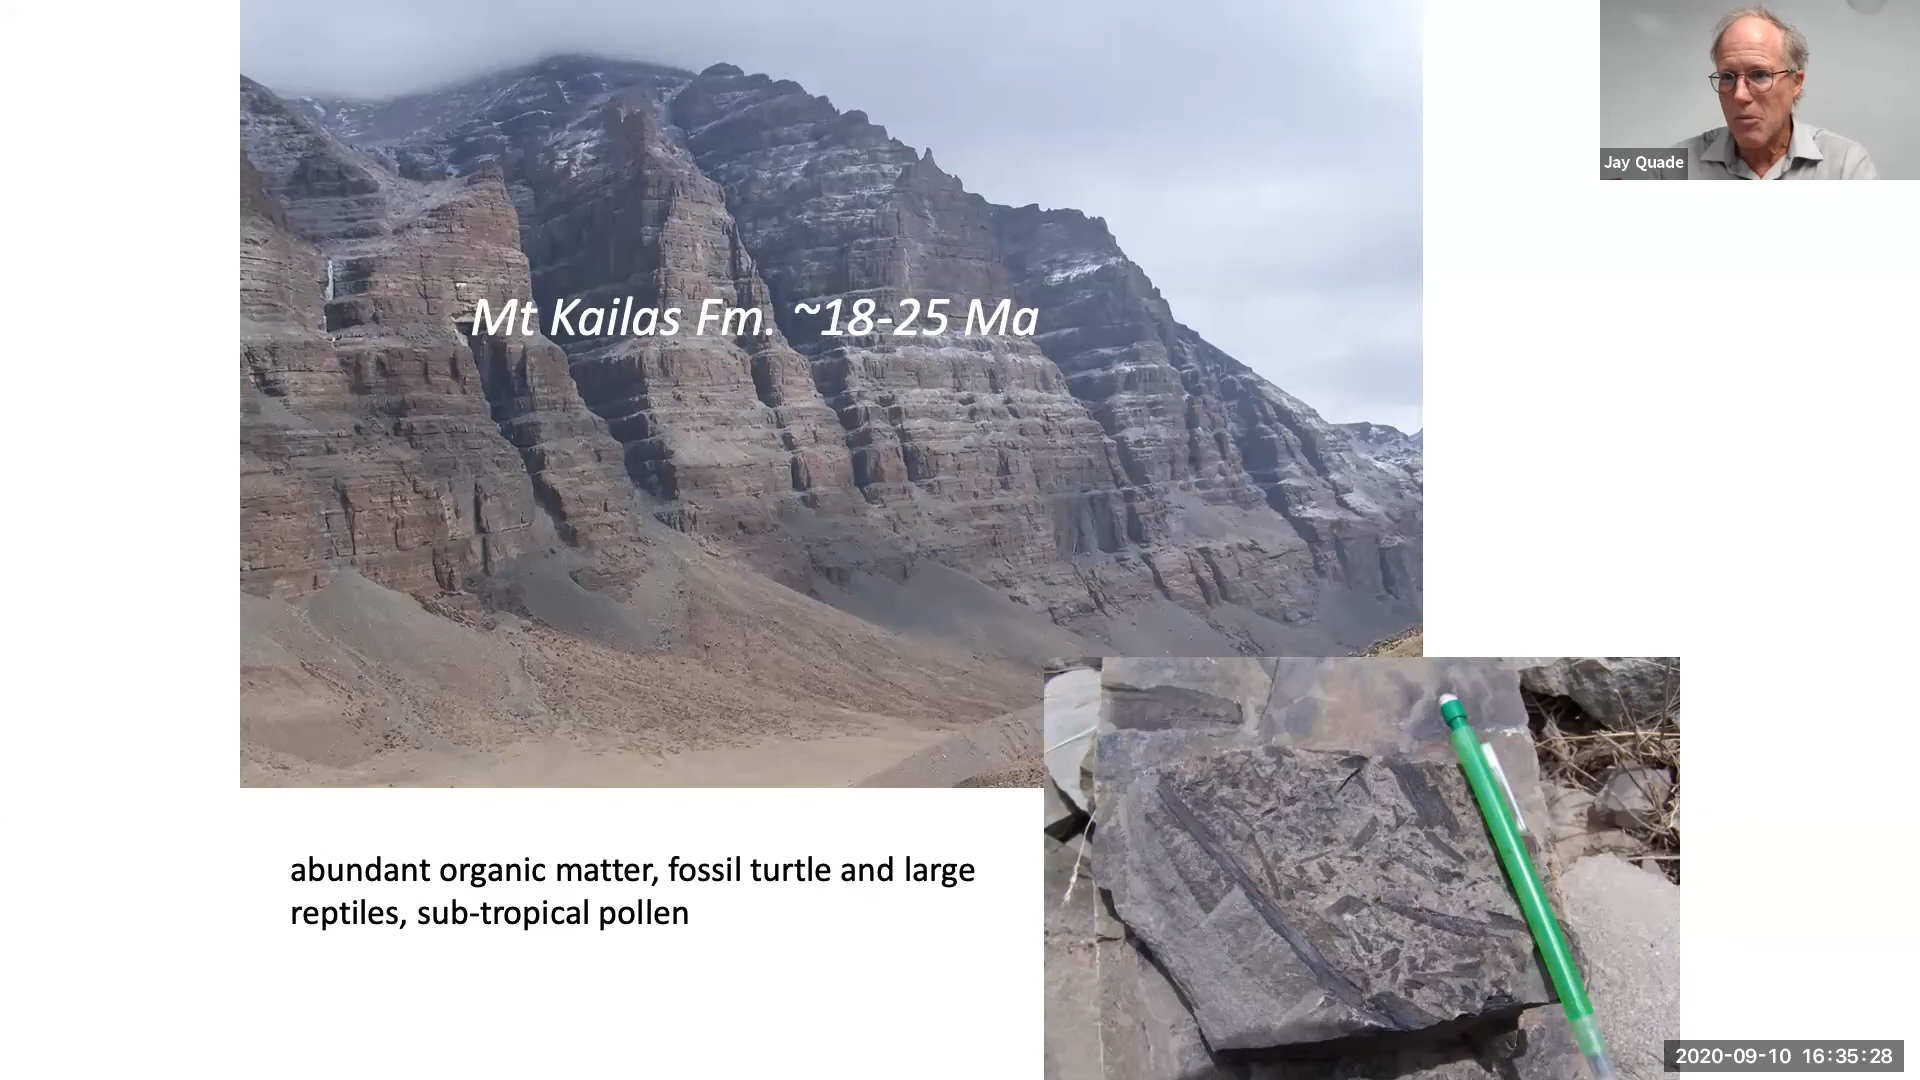 Jay Quade
Mt Kailas Fm. ~18-25 Ma
abundant organic matter, fossil turtle and large
reptiles, sub-tropical pollen
2020-09-10 16:35:28